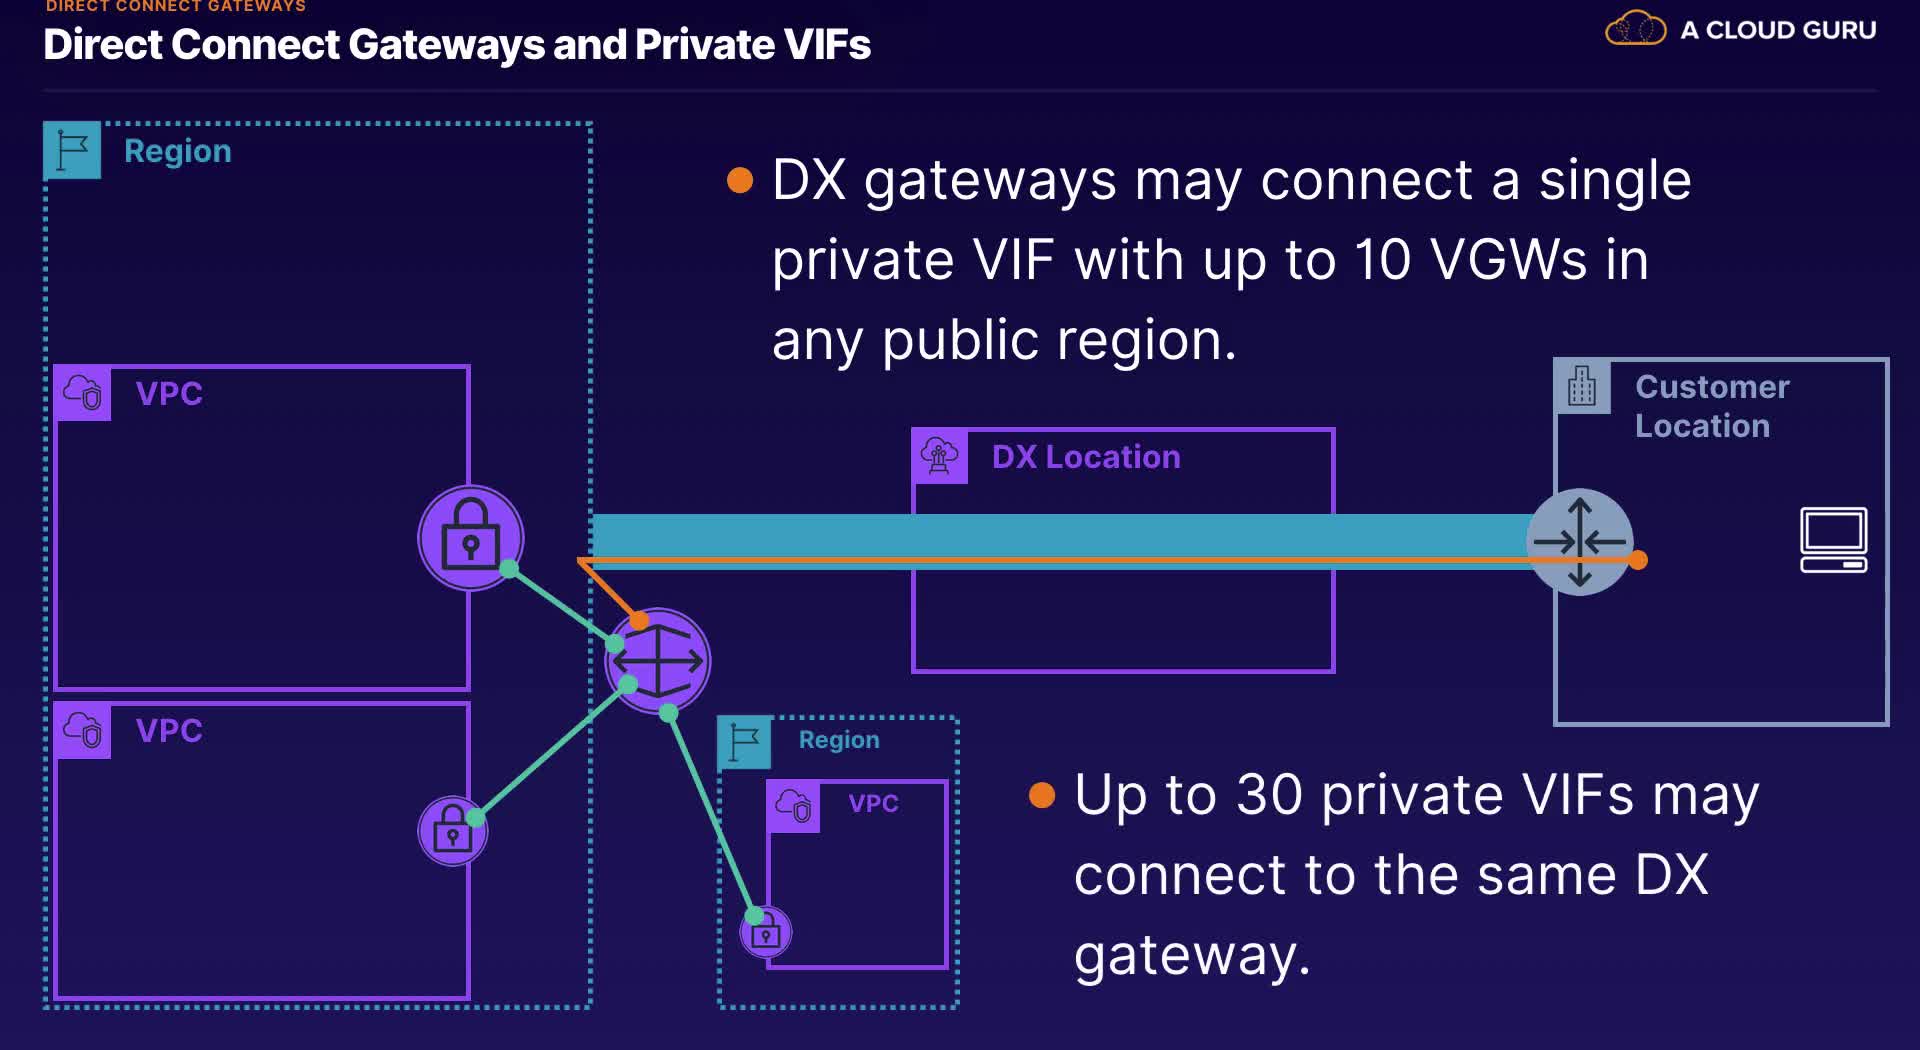 DIRECT CONNECT GATEWAYS
Direct Connect Gateways and Private VIFs
A CLOUD GURU
Region
DX gateways may connect a single
private VIF with up to 10 VGWs in
any public region.
VPC
Customer
Location
DX Location
VPC
Region
VPC
Up to 30 private VIFs may
connect to the same DX
gateway.